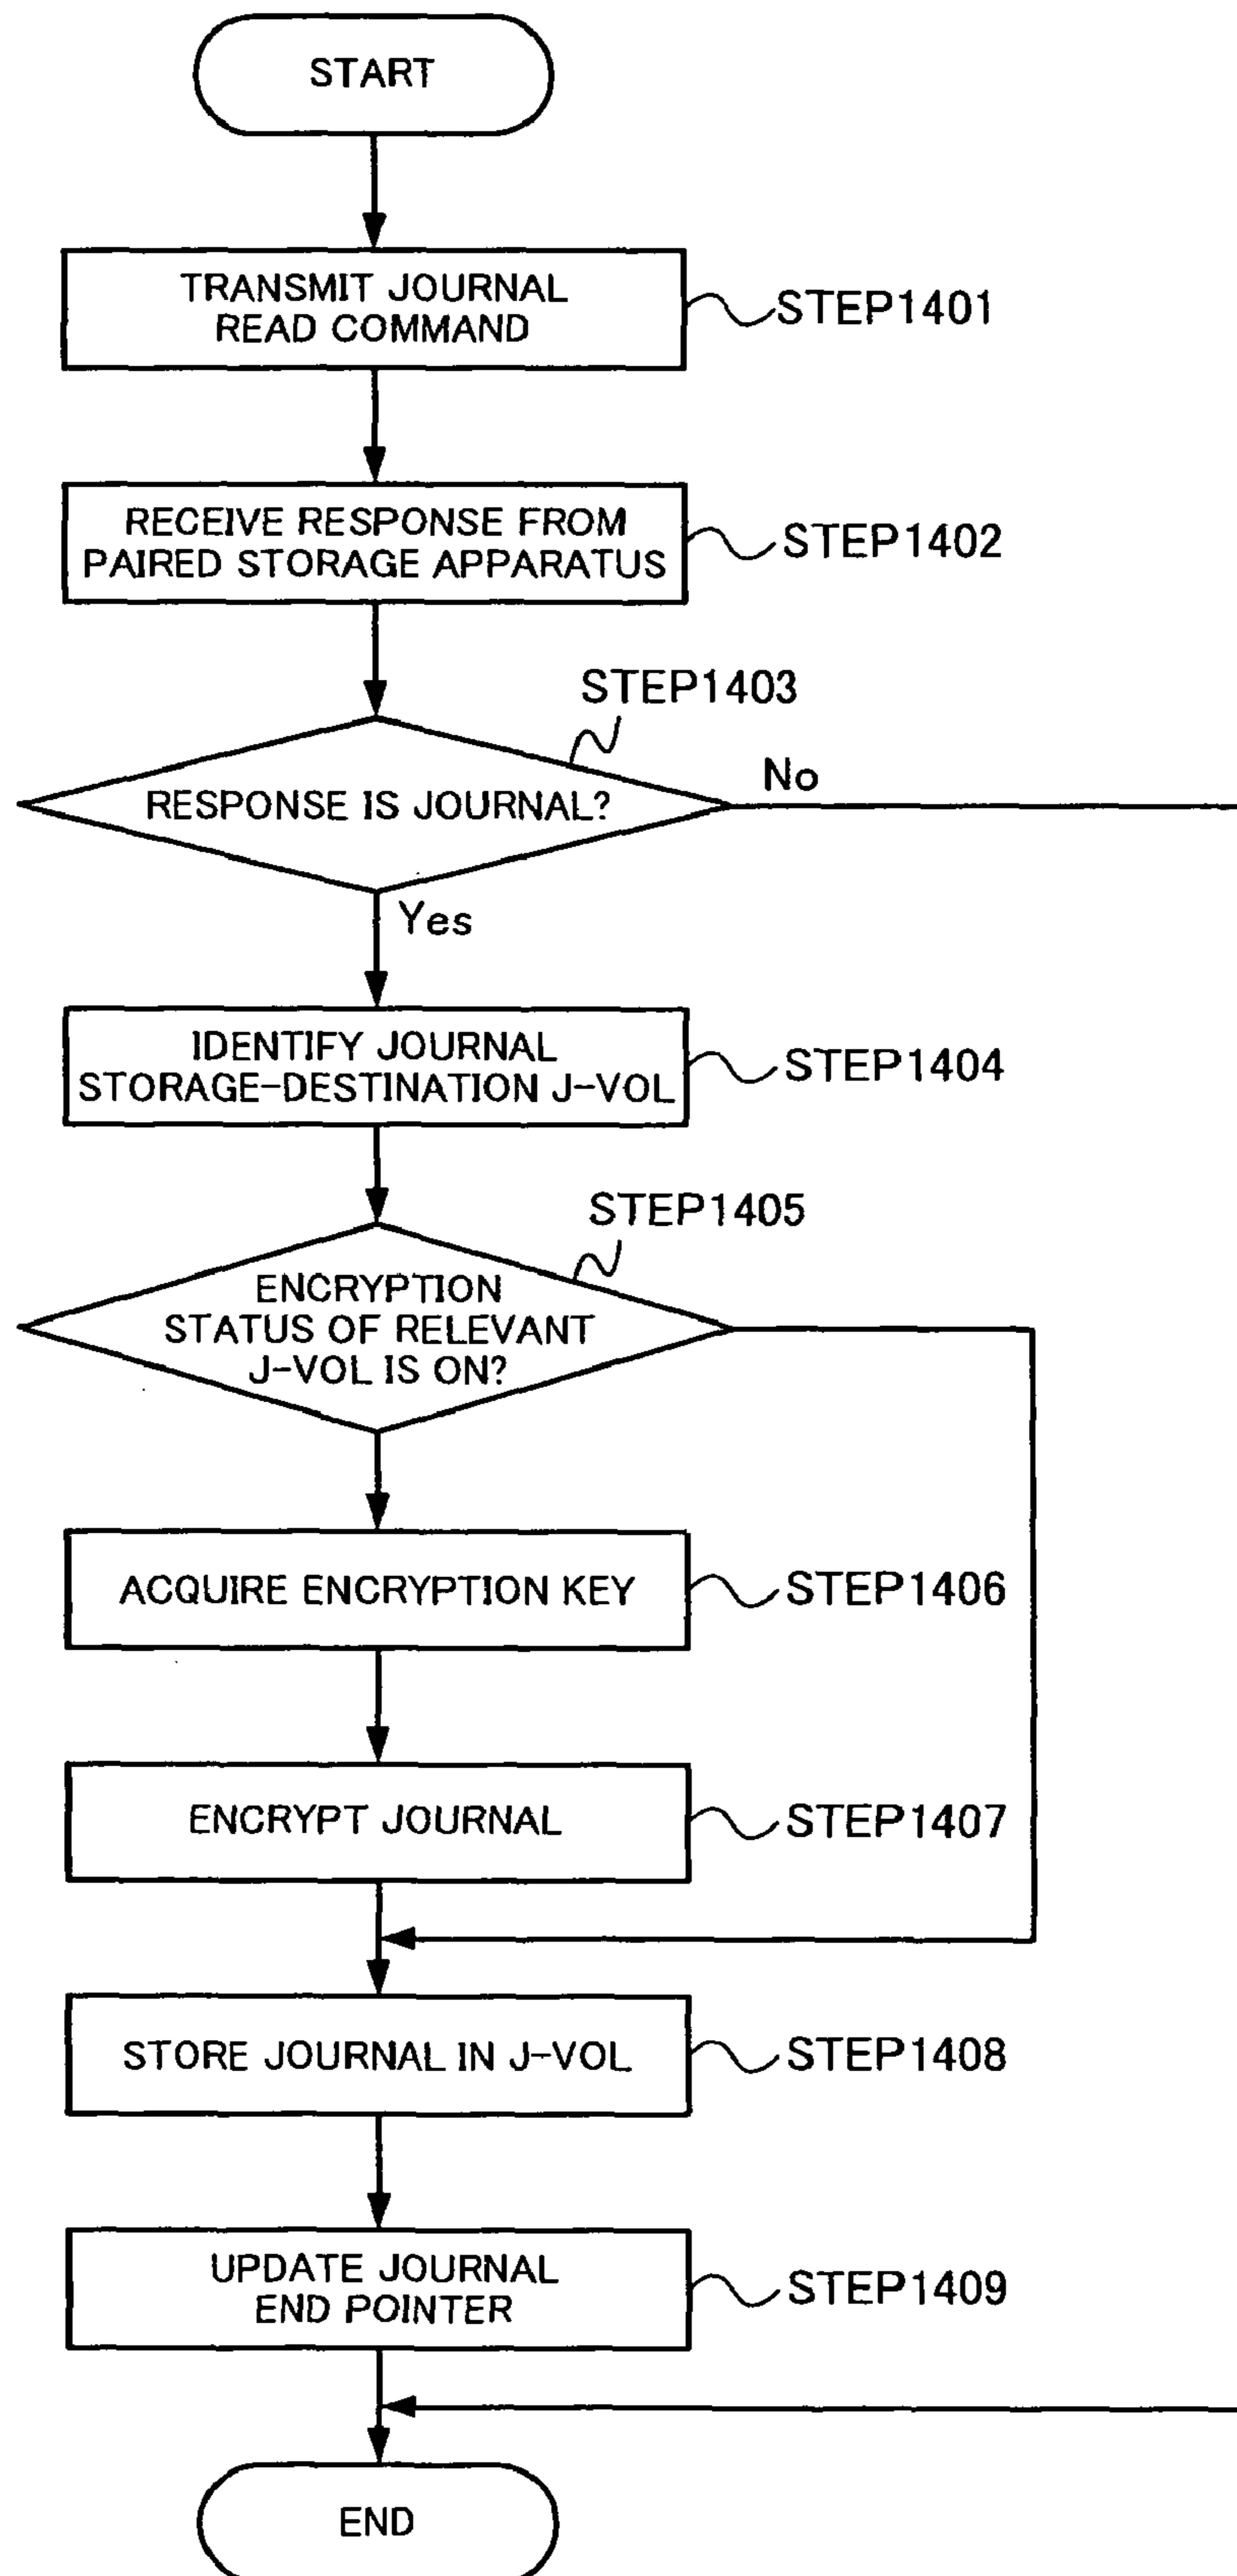 START
TRANSMIT JOURNAL
READ COMMAND
STEP1401
RECEIVE RESPONSE FROM
PAIRED STORAGE APPARATUS
STEP1402
STEP1403
RESPONSE IS JOURNAL?
No
Yes
IDENTIFY JOURNAL
STORAGE-DESTINATION J-VOL
STEP1404
STEP1405
ENCRYPTION
STATUS OF RELEVANT
J-VOL IS ON?
ACQUIRE ENCRYPTION KEY
STEP1406
ENCRYPT JOURNAL
STEP1407
STORE JOURNAL IN J-VOL
STEP1408
UPDATE JOURNAL
END POINTER
STEP1409
END